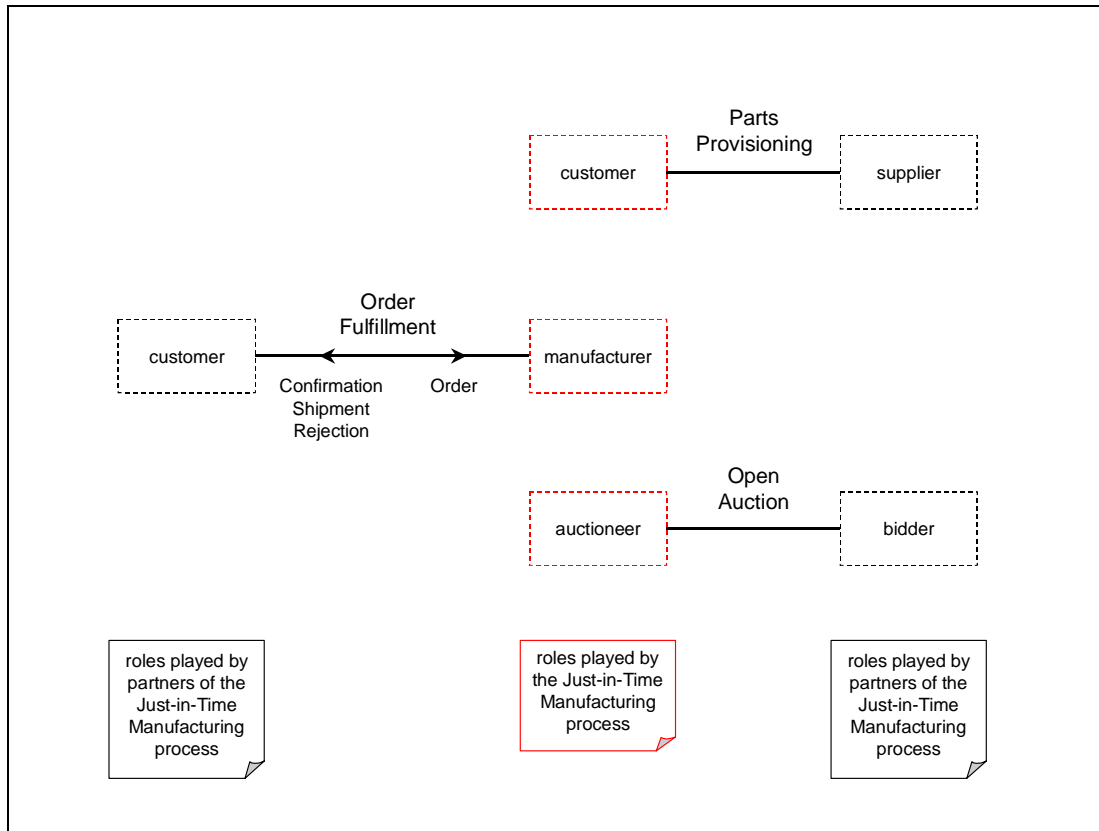 Parts
Provisioning
customer
supplier
Order
Fulfillment
customer
manufacturer
Confirmation
Shipment
Rejection
Order
Open
Auction
auctioneer
bidder
roles played by
partners of the
Just-in-Time
Manufacturing
process
roles played by
the Just-in-Time
Manufacturing
process
roles played by
partners of the
Just-in-Time
Manufacturing
process